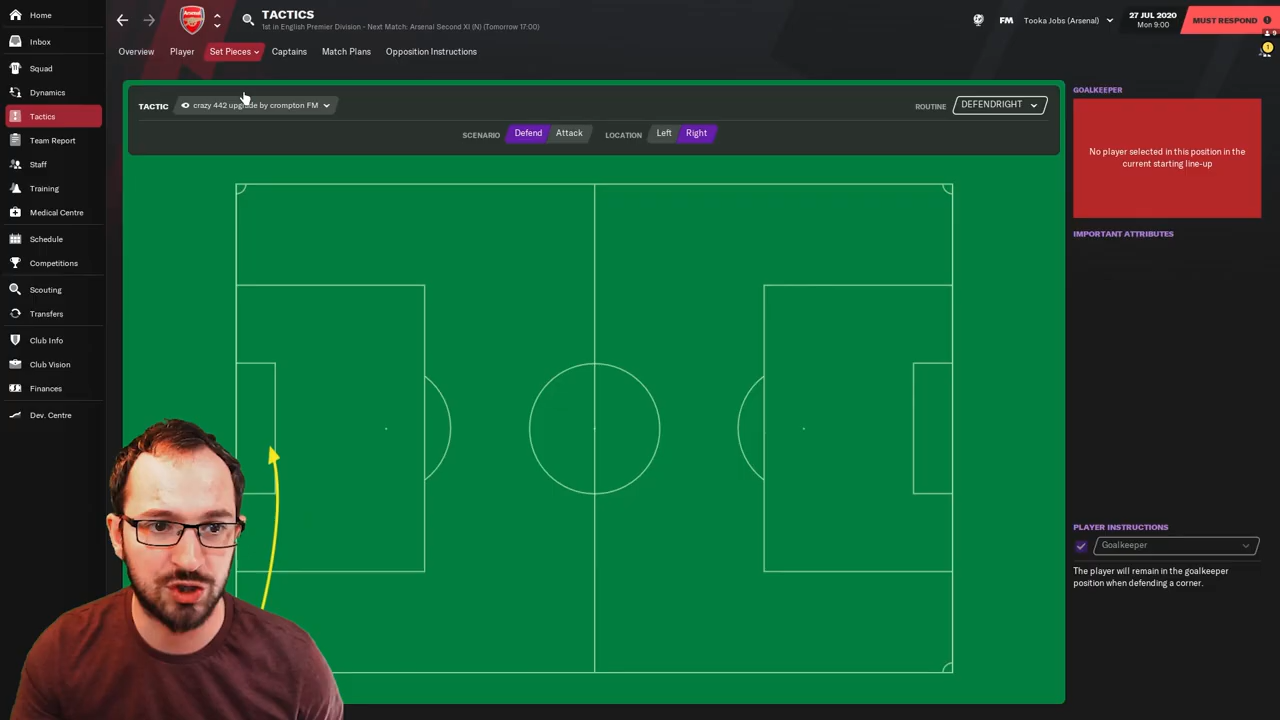 Home
Inbox
Squad
Dynamics
Tactics
Team Report
Staff
Training
Medical Centre
Schedule
Competitions
Scouting
Transfers
Club Info
Club Vision
Finances
Dev. Centre
TACTICS
1st in English Premier Division - Next Match: Arsenal Second XI (N) (Tomorrow 17:00)
FM
Tooka Jobs (Arsenal)
27 JUL 2020
Mon 9:00
MUST RESPOND
9
1
Overview
Player
Set Pieces
Captains
Match Plans
Opposition Instructions
TACTIC
crazy 442 upgrade by crompton FM
ROUTINE
DEFENDRIGHT
SCENARIO
Defend
Attack
LOCATION
Left
Right
GOALKEEPER
No player selected in this position in the
current starting line-up
IMPORTANT ATTRIBUTES
PLAYER INSTRUCTIONS
Goalkeeper
The player will remain in the goalkeeper
position when defending a corner.